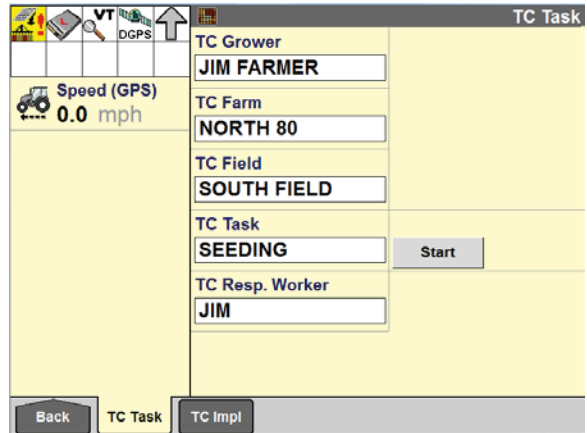 VT
DGPS
TC Task
Speed (GPS)
0.0 mph
TC Grower
JIM FARMER
TC Farm
NORTH 80
TC Field
SOUTH FIELD
TC Task
SEEDING
Start
TC Resp. Worker
JIM
Back
TC Task
TC Impl